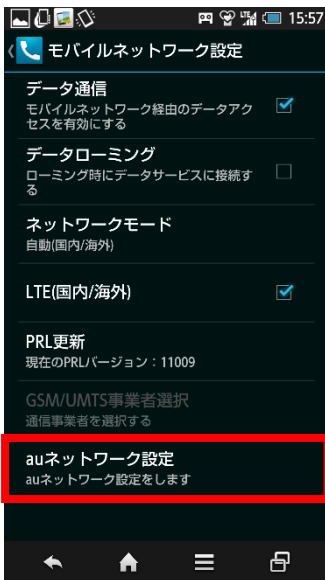 15:57
モバイルネットワーク設定
データ通信
モバイルネットワーク経由のデータアク
セスを有効にする
データローミング
ローミング時にデータサービスに接続す
る
ネットワークモード
自動(国内/海外)
LTE(国内/海外)
PRL更新
現在のPRLバージョン：11009
GSM/UMTS事業者選択
通信事業者を選択する
auネットワーク設定
auネットワーク設定をします